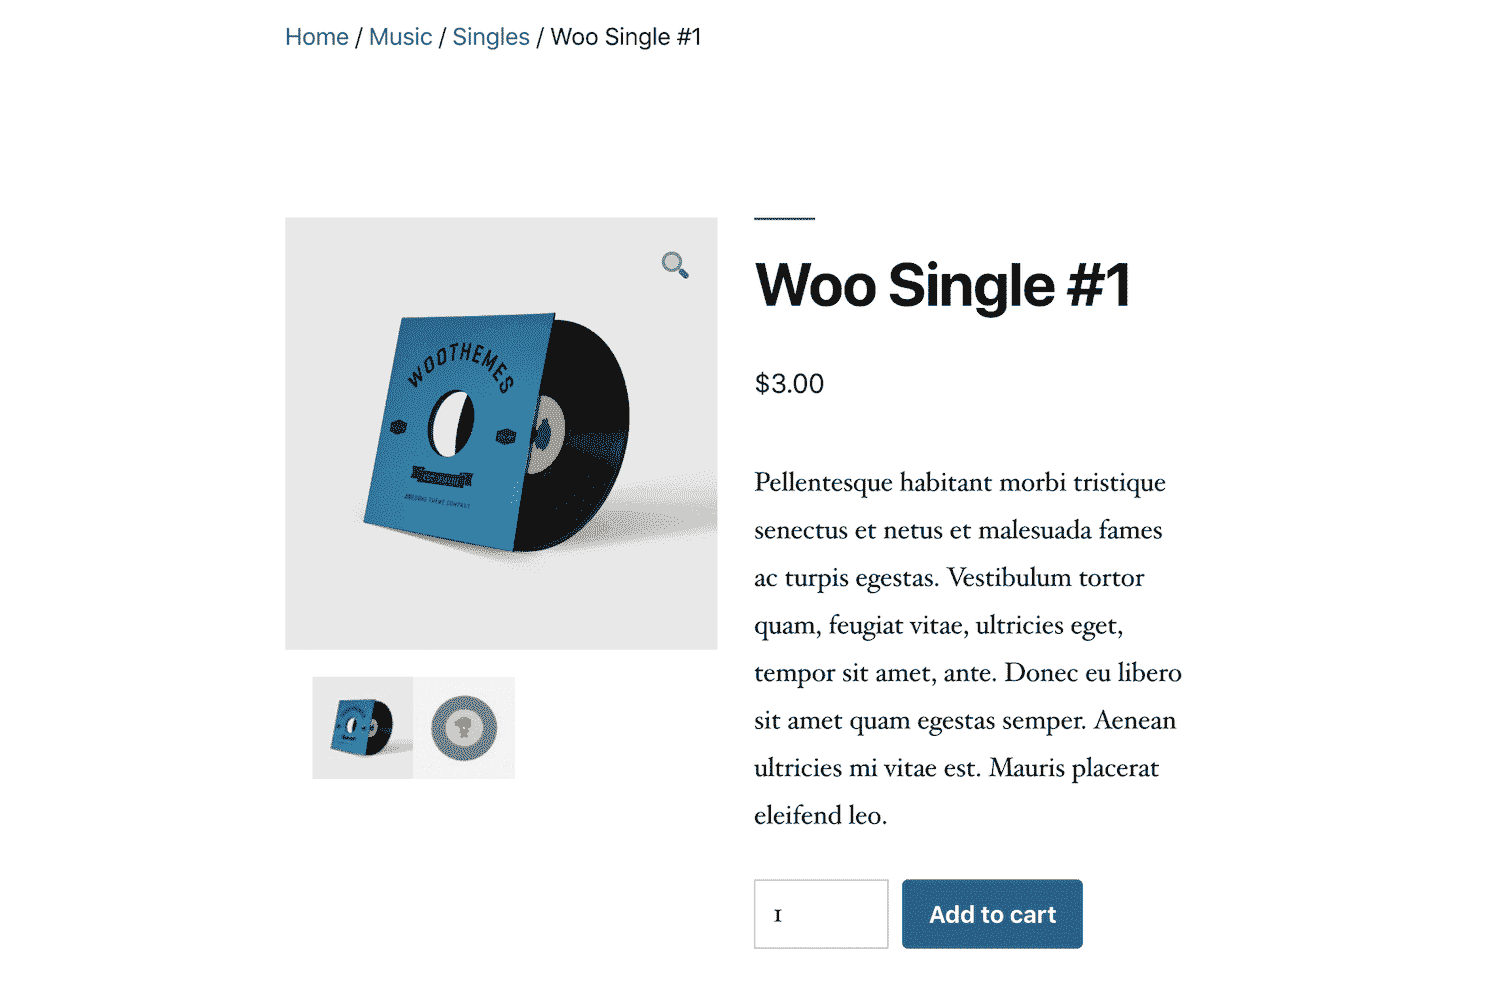 Home / Music / Singles / Woo Single #1
WOOTHEMES
AWESOME THEME COMPANY
Woo Single #1
$3.00
Pellentesque habitant morbi tristique
senectus et netus et malesuada fames
ac turpis egestas. Vestibulum tortor
quam, feugiat vitae, ultricies eget,
tempor sit amet, ante. Donec eu libero
sit amet quam egestas semper. Aenean
ultricies mi vitae est. Mauris placerat
eleifend leo.
1
Add to cart